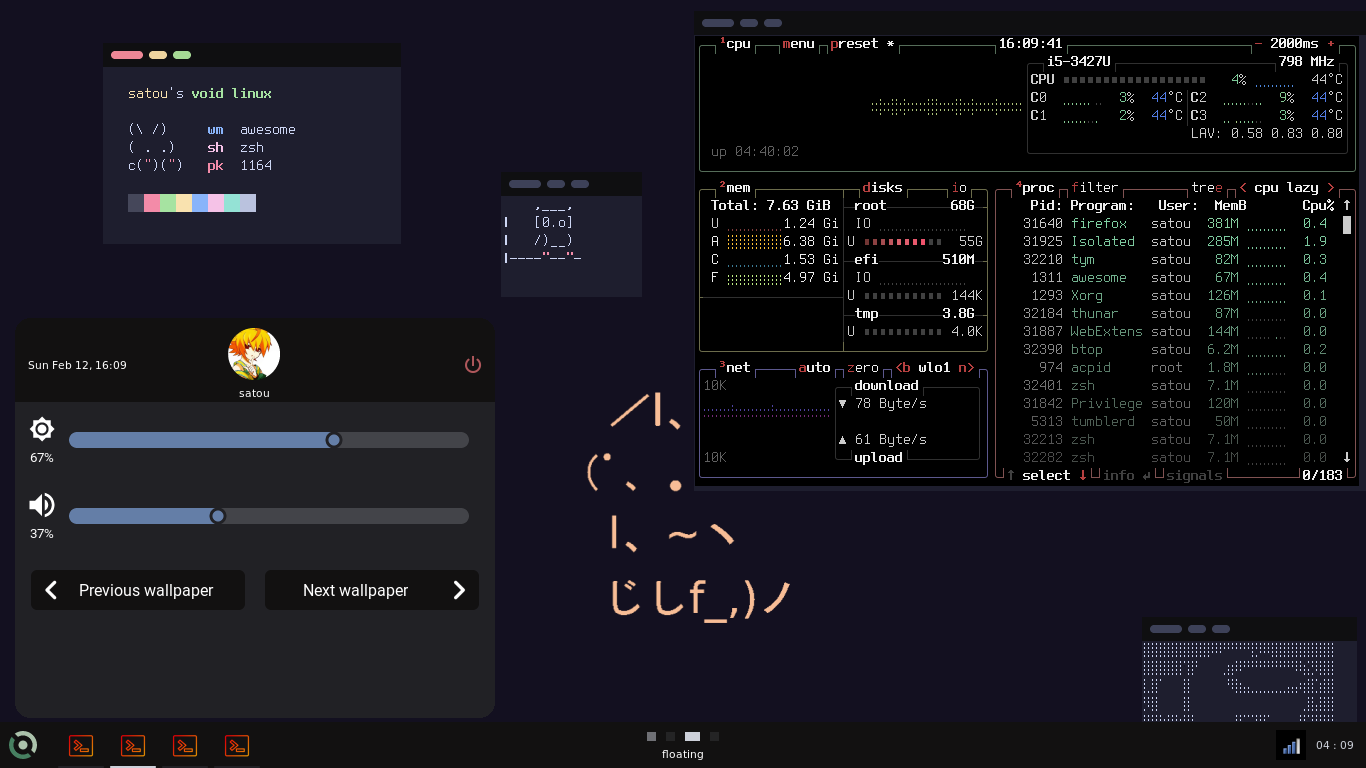 satou's void linux
(\ /) wm awesome
( . .) sh zsh
c(")(") pk 1164
,___,
| [0.o]
| /)__)
|----"--"-
Sun Feb 12, 16:09
satou
67%
37%
Previous wallpaper
Next wallpaper
／l、
(ﾟ､ 。
l、~ヽ
じしf_,)ノ
¹cpu menu preset * 16:09:41 - 2000ms +
i5-3427U 798 MHz
CPU 4% 44°C
C0 3% 44°C C2 9% 44°C
C1 2% 44°C C3 3% 44°C
LAV: 0.58 0.83 0.80
up 04:40:02
²mem
Total: 7.63 GiB
U 1.24 Gi
A 6.38 Gi
C 1.53 Gi
F 4.97 Gi
disks io
root 68G
IO
U 55G
efi 510M
IO
U 144K
tmp 3.8G
U 4.0K
³net auto zero <b wlo1 n>
10K
download
▼ 78 Byte/s
▲ 61 Byte/s
upload
10K
⁴proc filter tree < cpu lazy >
Pid: Program: User: MemB Cpu% ↑
31640 firefox satou 381M 0.4
31925 Isolated satou 285M 1.9
32210 tym satou 82M 0.3
1311 awesome satou 67M 0.4
1293 Xorg satou 126M 0.1
32184 thunar satou 87M 0.0
31887 WebExtens satou 144M 0.0
32390 btop satou 6.2M 0.2
974 acpid root 1.8M 0.0
32401 zsh satou 7.1M 0.0
31842 Privilege satou 120M 0.0
5313 tumblerd satou 50M 0.0
32213 zsh satou 7.1M 0.0
32282 zsh satou 7.1M 0.0 ↓
↑ select ↓ info ↵ signals 0/183
floating
04 : 09